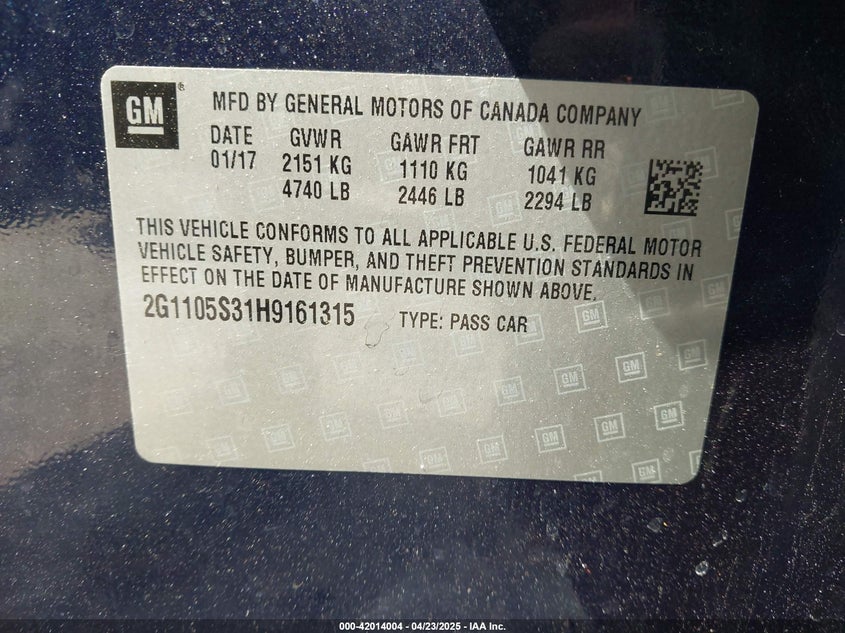 GM ®
MFD BY GENERAL MOTORS OF CANADA COMPANY
DATE GVWR GAWR FRT GAWR RR
01/17 2151 KG 1110 KG 1041 KG
4740 LB 2446 LB 2294 LB
THIS VEHICLE CONFORMS TO ALL APPLICABLE U.S. FEDERAL MOTOR
VEHICLE SAFETY, BUMPER, AND THEFT PREVENTION STANDARDS IN
EFFECT ON THE DATE OF MANUFACTURE SHOWN ABOVE.
2G1105S31H9161315 TYPE: PASS CAR
000-42014004 - 04/23/2025 - IAA Inc.